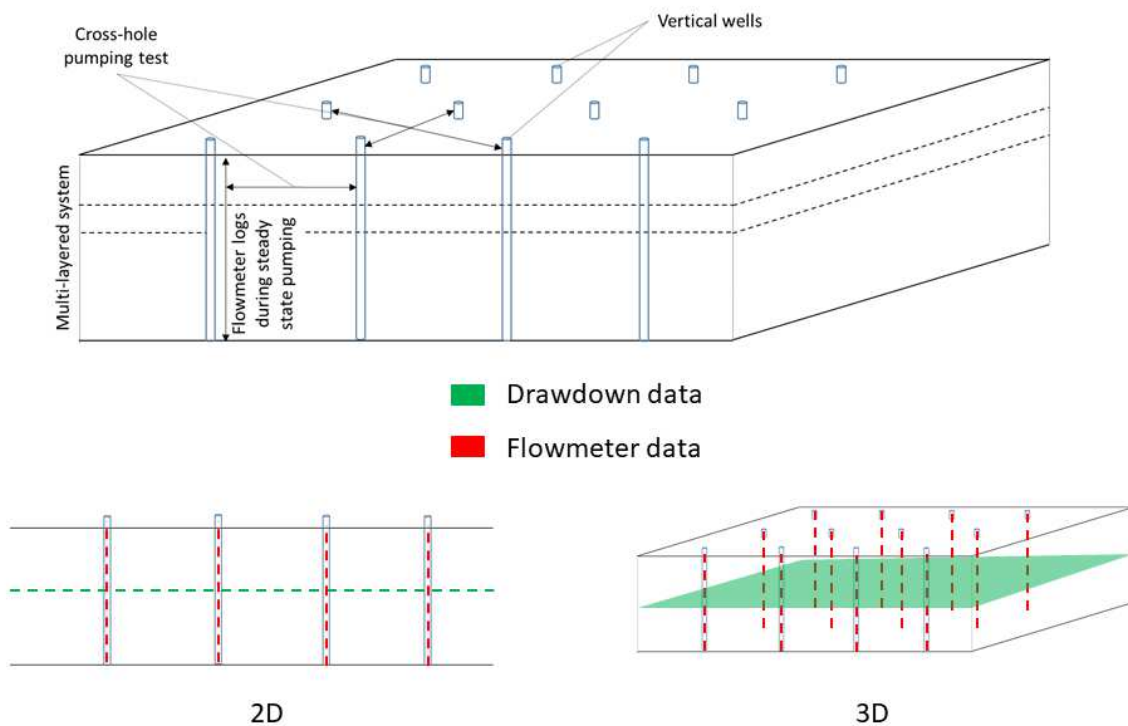 Cross-hole
pumping test
Vertical wells
Multi-layered system
Flowmeter logs
during steady
state pumping
Drawdown data
Flowmeter data
2D
3D